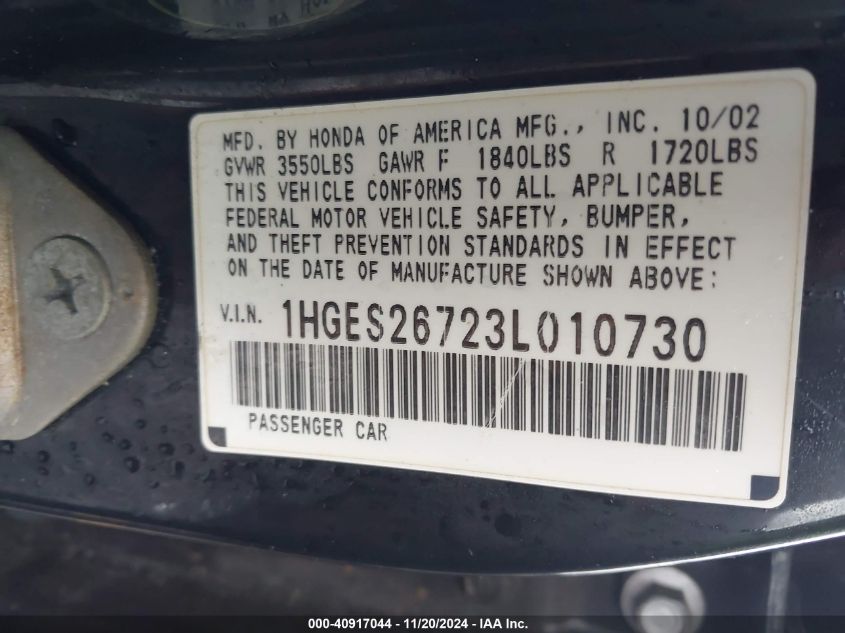 MFD. BY HONDA OF AMERICA MFG., INC. 10/02
GVWR 3550LBS GAWR F 1840LBS R 1720LBS
THIS VEHICLE CONFORMS TO ALL APPLICABLE
FEDERAL MOTOR VEHICLE SAFETY, BUMPER,
AND THEFT PREVENTION STANDARDS IN EFFECT
ON THE DATE OF MANUFACTURE SHOWN ABOVE:
V.I.N. 1HGES26723L010730
PASSENGER CAR
000-40917044 - 11/20/2024 - IAA Inc.